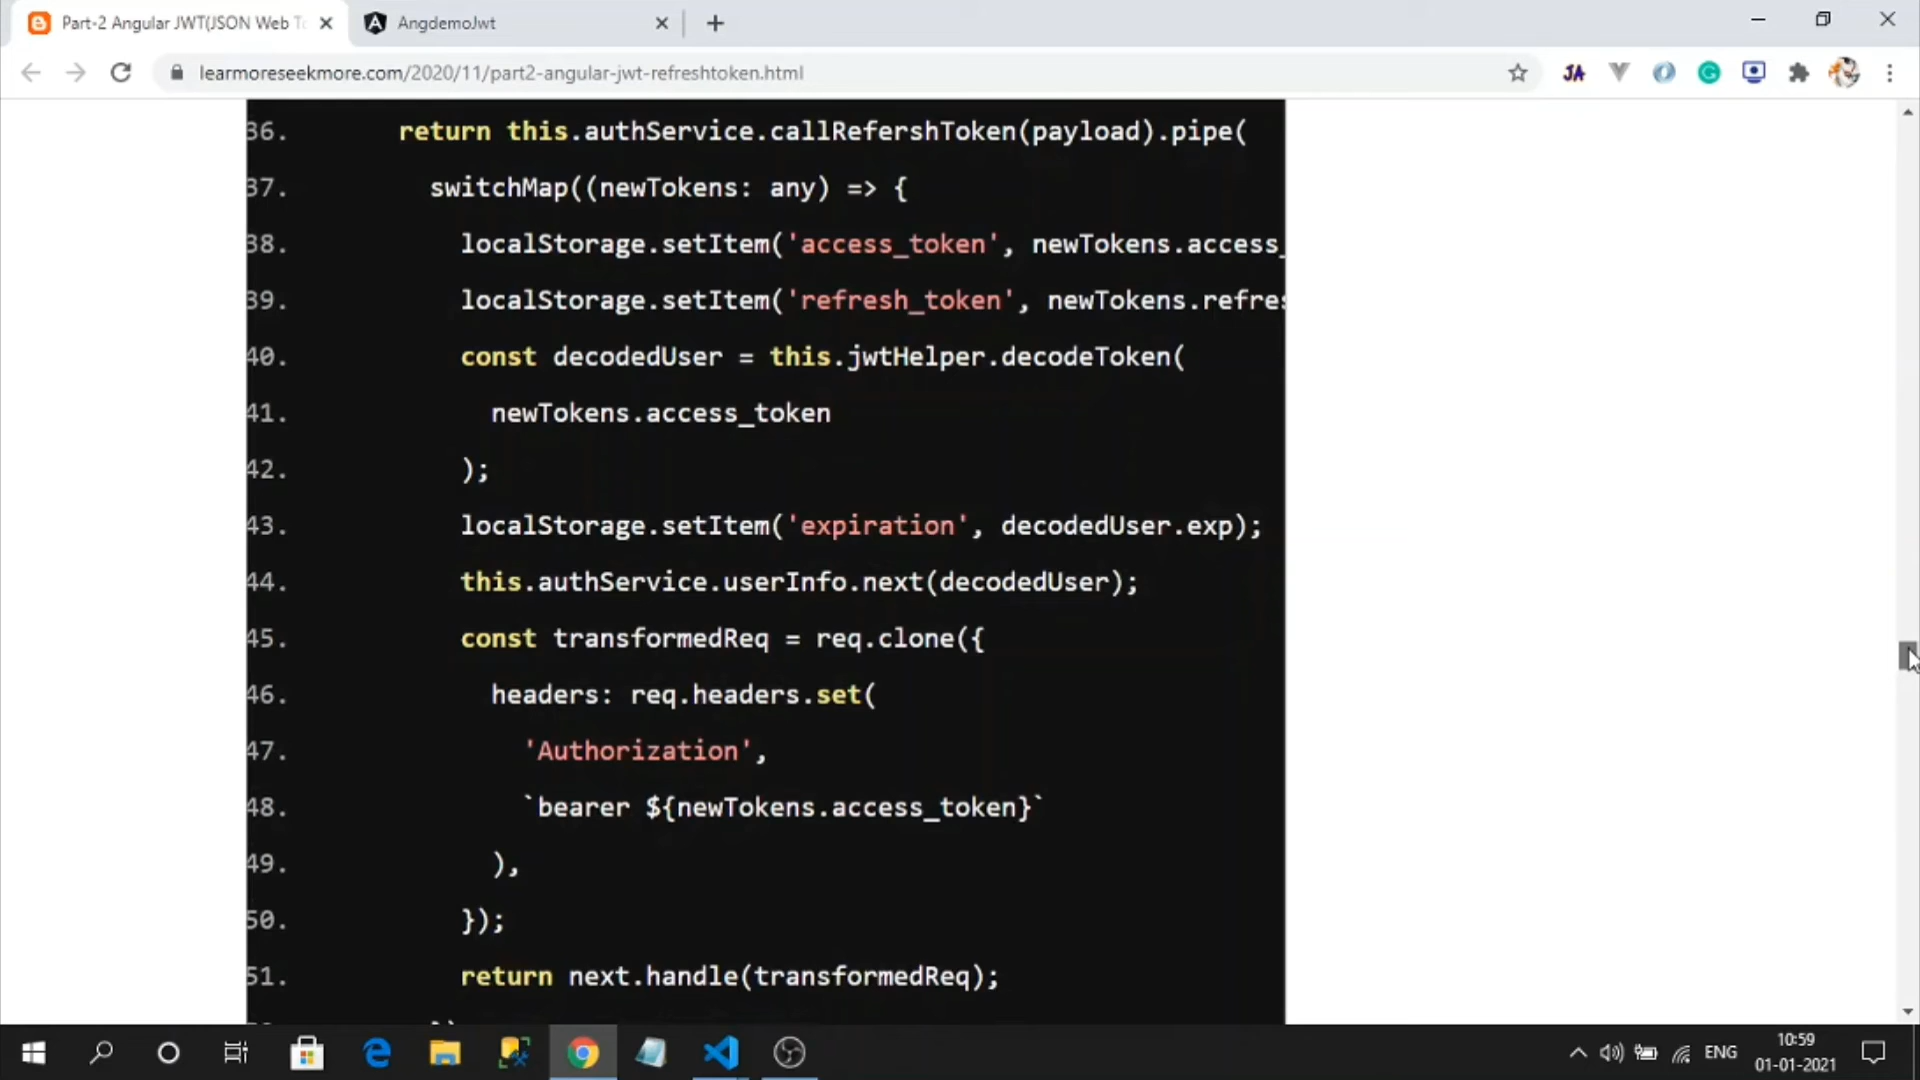 Part-2 Angular JWT(JSON Web To
AngdemoJwt
learmoreseekmore.com/2020/11/part2-angular-jwt-refreshtoken.html
JA
36. return this.authService.callRefershToken(payload).pipe(
37. switchMap((newTokens: any) => {
38. localStorage.setItem('access_token', newTokens.access_
39. localStorage.setItem('refresh_token', newTokens.refres
40. const decodedUser = this.jwtHelper.decodeToken(
41. newTokens.access_token
42. );
43. localStorage.setItem('expiration', decodedUser.exp);
44. this.authService.userInfo.next(decodedUser);
45. const transformedReq = req.clone({
46. headers: req.headers.set(
47. 'Authorization',
48. `bearer ${newTokens.access_token}`
49. ),
50. });
51. return next.handle(transformedReq);
ENG
10:59
01-01-2021